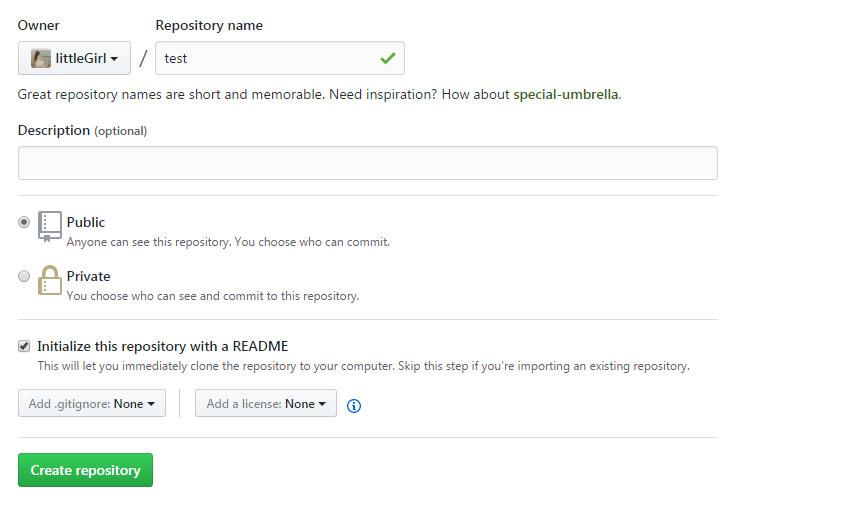 Owner Repository name
littleGirl / test
Great repository names are short and memorable. Need inspiration? How about special-umbrella.
Description (optional)
Public
Anyone can see this repository. You choose who can commit.
Private
You choose who can see and commit to this repository.
Initialize this repository with a README
This will let you immediately clone the repository to your computer. Skip this step if you're importing an existing repository.
Add .gitignore: None Add a license: None
Create repository